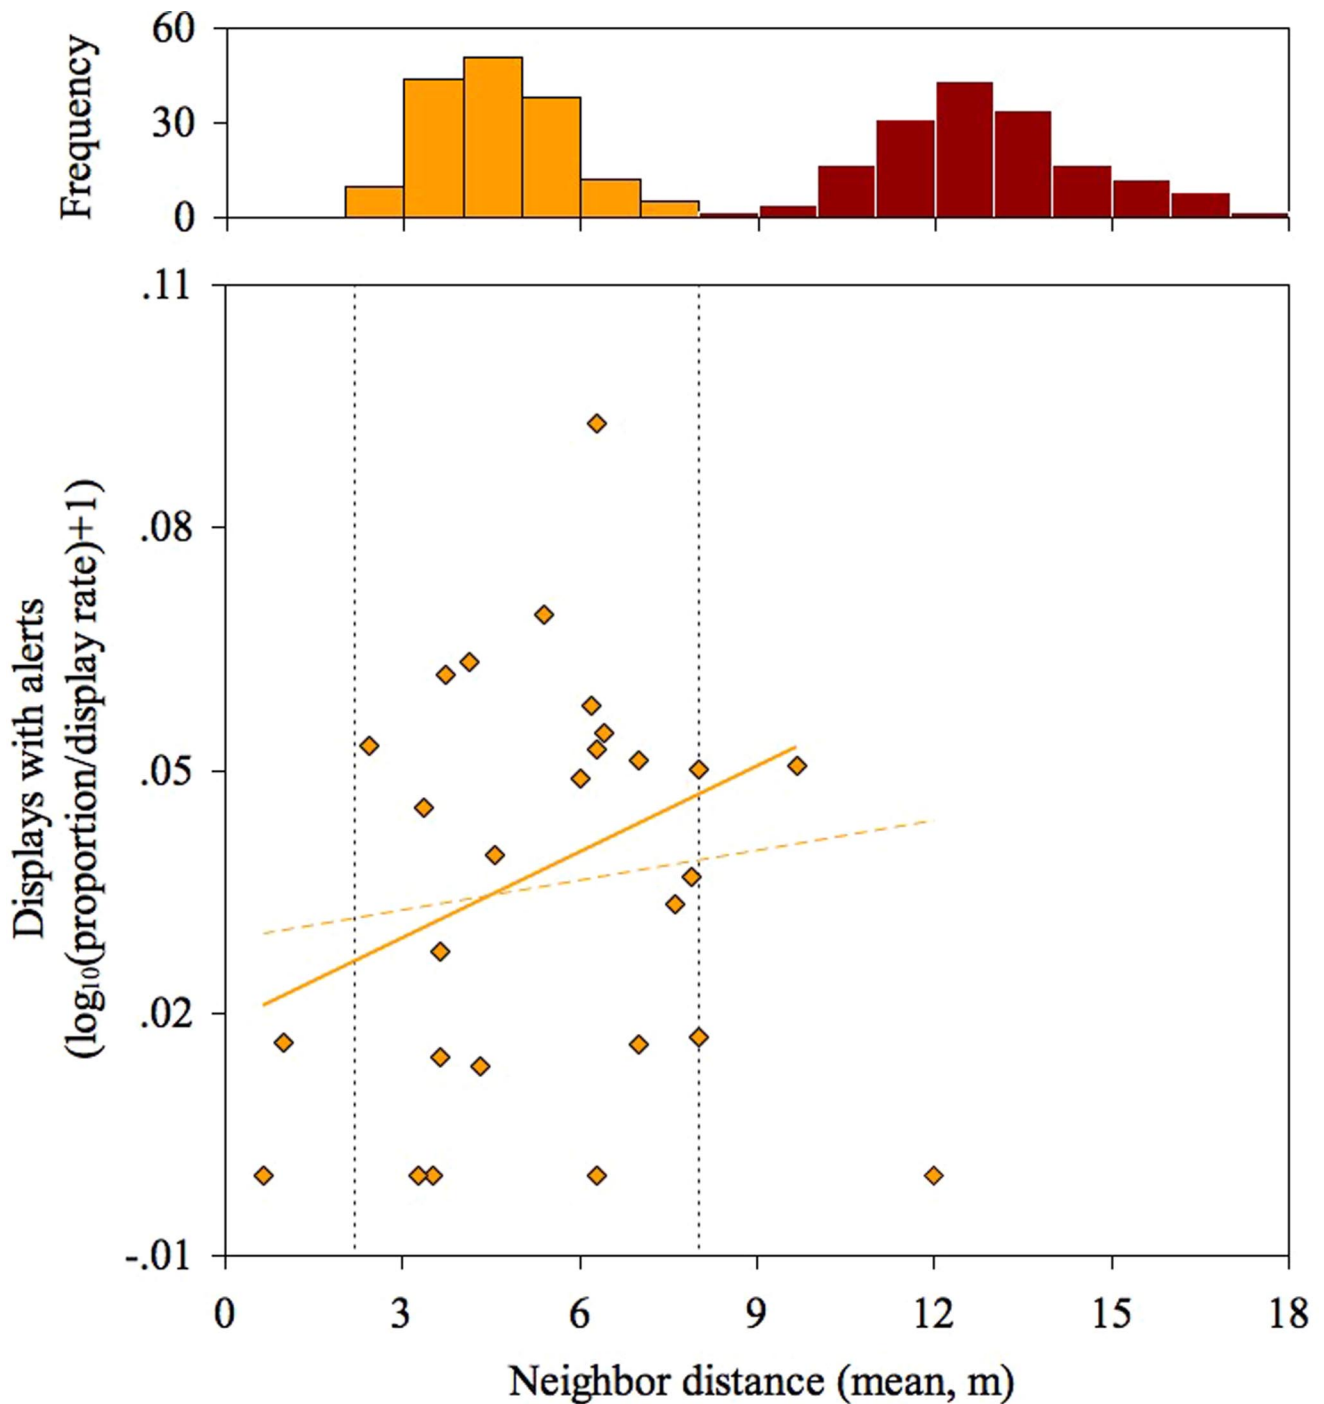 Frequency
60
30
0
Displays with alerts
(log₁₀(proportion/display rate)+1)
.11
.08
.05
.02
-.01
0 3 6 9 12 15 18
Neighbor distance (mean, m)